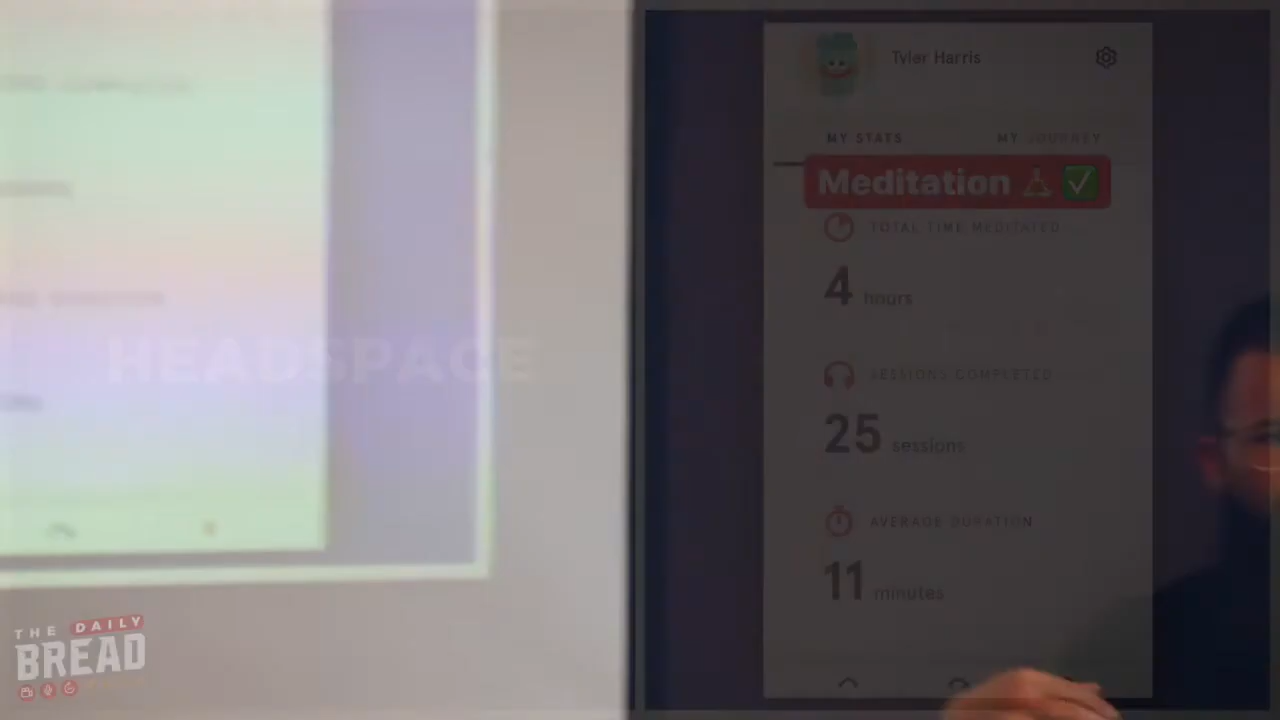 Tyler Harris
MY STATS
MY JOURNEY
Meditation
TOTAL TIME MEDITATED
4 hours
HEADSPACE
SESSIONS COMPLETED
25 sessions
AVERAGE DURATION
11 minutes
THE DAILY
BREAD